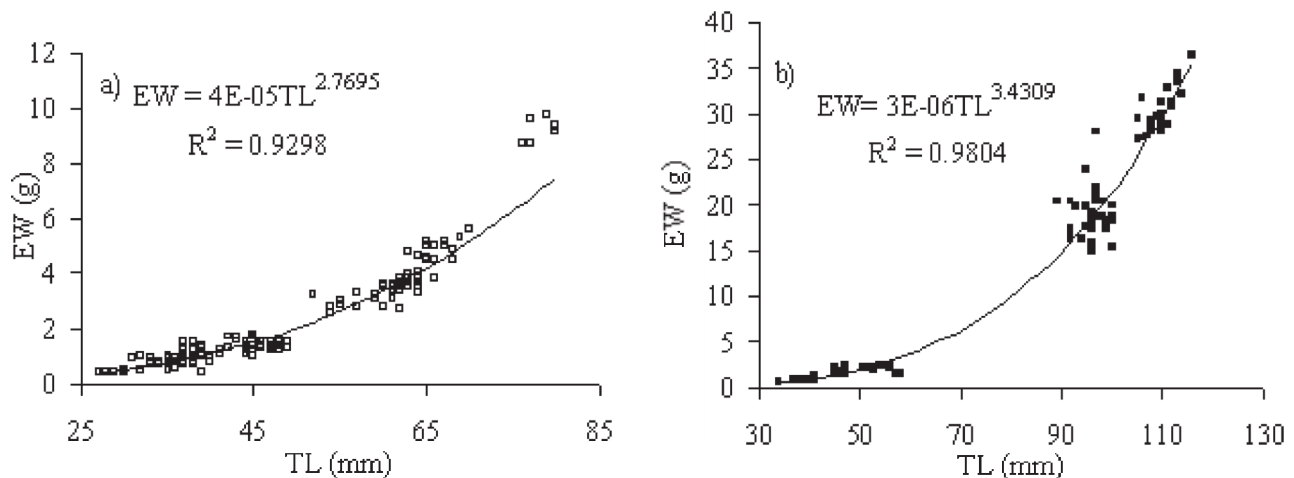 12
10
8
6
4
2
0
EW (g)
a) EW = 4E-05TL^2.7695
R² = 0.9298
25 45 65 85
TL (mm)
40
35
30
25
20
15
10
5
0
EW (g)
b)
EW= 3E-06TL^3.4309
R² = 0.9804
30 50 70 90 110 130
TL (mm)